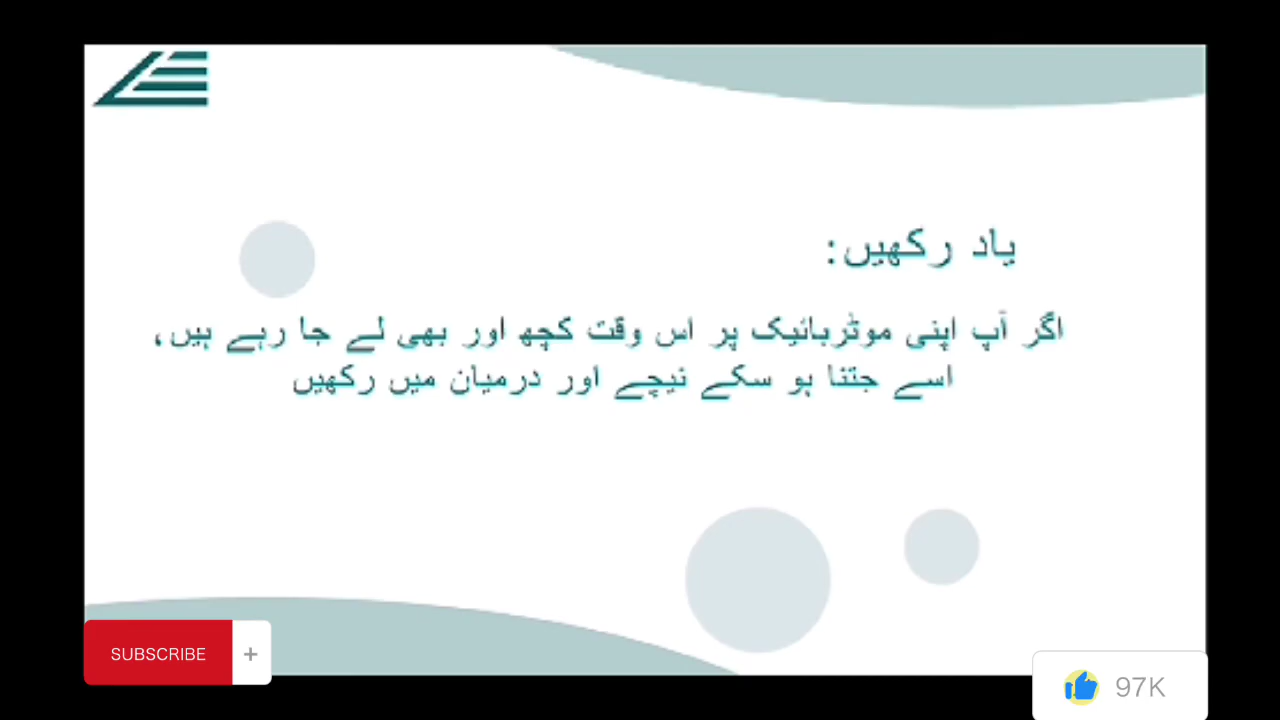 یاد رکھیں:
اگر آپ اپنی موٹربائیک پر اس وقت کچھ اور بھی لے جا رہے ہیں،
اسے جتنا ہو سکے نیچے اور درمیان میں رکھیں
SUBSCRIBE +
97K